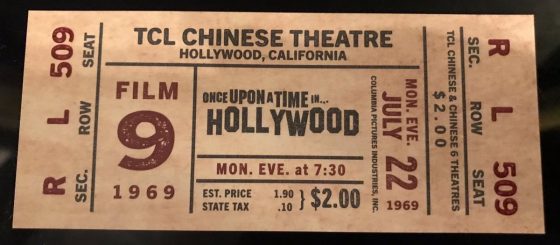 509
SEAT
L
ROW
R
SEC.
TCL CHINESE THEATRE
HOLLYWOOD, CALIFORNIA
FILM
9
1969
ONCE UPON A TIME IN...
HOLLYWOOD
MON. EVE. at 7:30
EST. PRICE 1.90
STATE TAX .10 } $2.00
MON. EVE.
JULY 22
1969
COLUMBIA PICTURES INDUSTRIES, INC.
TCL CHINESE & CHINESE 6 THEATRES
$2.00
SEC.
R
ROW
L
SEAT
509